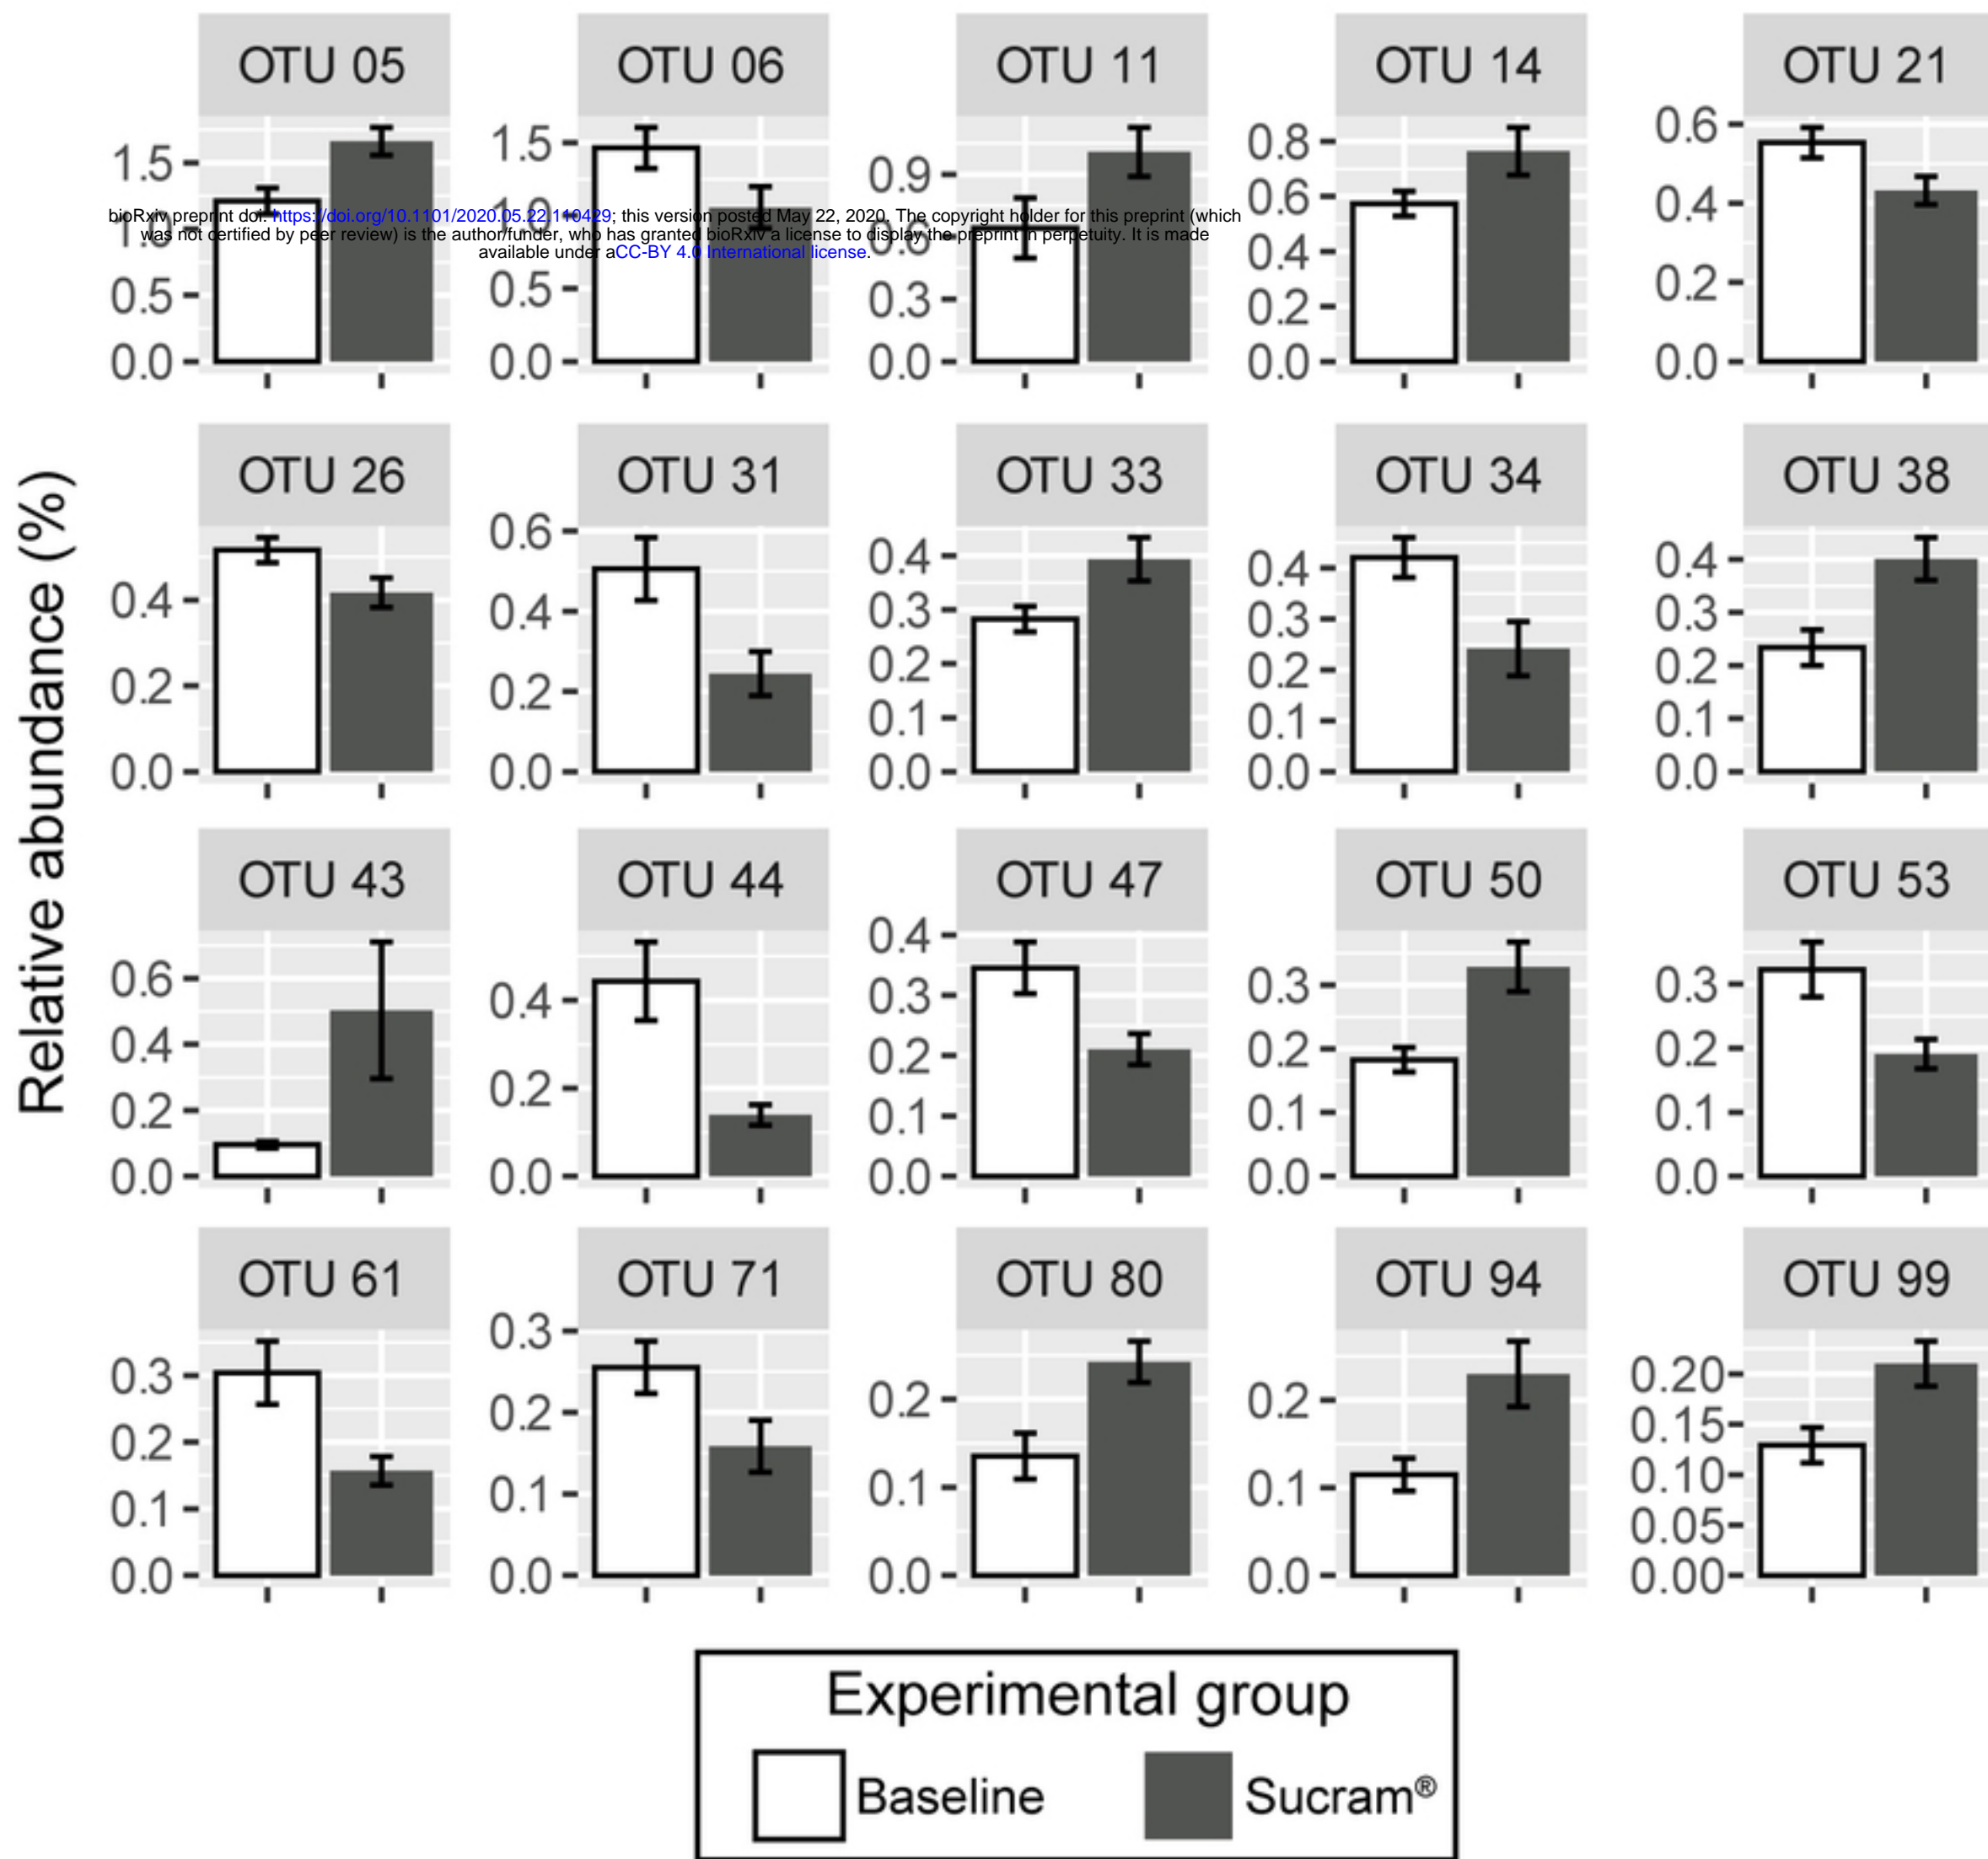 OTU 05 OTU 06 OTU 11 OTU 14 OTU 21
1.5 1.5 0.9 0.8 0.6
1.0 1.0 0.6 0.6 0.4
0.5 0.5 0.3 0.4 0.2
0.0 0.0 0.0 0.2 0.0
0.0
bioRxiv preprint doi: https://doi.org/10.1101/2020.05.22.110429; this version posted May 22, 2020. The copyright holder for this preprint (which
was not certified by peer review) is the author/funder, who has granted bioRxiv a license to display the preprint in perpetuity. It is made
available under aCC-BY 4.0 International license.
Relative abundance (%)
OTU 26 OTU 31 OTU 33 OTU 34 OTU 38
0.4 0.6 0.4 0.4 0.4
0.2 0.4 0.3 0.3 0.3
0.0 0.2 0.2 0.2 0.2
0.0 0.1 0.1 0.1
0.0 0.0 0.0
OTU 43 OTU 44 OTU 47 OTU 50 OTU 53
0.6 0.4 0.4 0.3 0.3
0.4 0.2 0.3 0.2 0.2
0.2 0.0 0.2 0.1 0.1
0.0 0.1 0.0 0.0
0.0
OTU 61 OTU 71 OTU 80 OTU 94 OTU 99
0.3 0.3 0.2 0.2 0.20
0.2 0.2 0.1 0.1 0.15
0.1 0.1 0.0 0.0 0.10
0.0 0.0 0.05
0.00
Experimental group
Baseline Sucram®